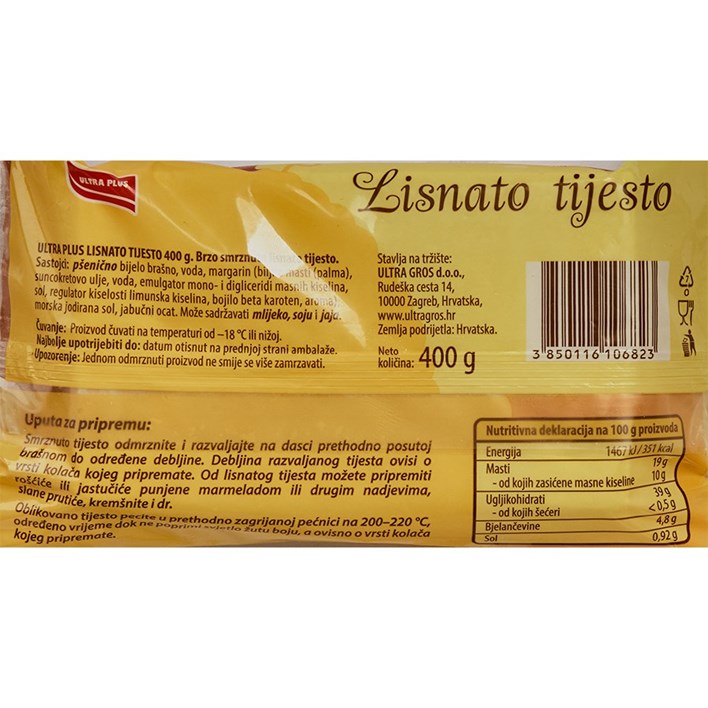 ULTRA PLUS
Lisnato tijesto
ULTRA PLUS LISNATO TIJESTO 400 g. Brzo smrznuto lisnato tijesto.
Sastojci: pšenično bijelo brašno, voda, margarin (biljne masti (palma),
suncokretovo ulje, voda, emulgator mono- i digliceridi masnih kiselina,
sol, regulator kiselosti limunska kiselina, bojilo beta karoten, aroma),
morska jodirana sol, jabučni ocat. Može sadržavati mlijeko, soju i jaja.
Čuvanje: Proizvod čuvati na temperaturi od –18 °C ili nižoj.
Najbolje upotrijebiti do: datum otisnut na prednjoj strani ambalaže.
Upozorenje: Jednom odmrznuti proizvod ne smije se više zamrzavati.
Stavlja na tržište:
ULTRA GROS d.o.o.,
Rudeška cesta 14,
10000 Zagreb, Hrvatska,
www.ultragros.hr
Zemlja podrijetla: Hrvatska.
Neto
količina: 400 g
3 850116 106823
Uputa za pripremu:
Smrznuto tijesto odmrznite i razvaljajte na dasci prethodno posutoj
brašnom do određene debljine. Debljina razvaljanog tijesta ovisi o
vrsti kolača kojeg pripremate. Od lisnatog tijesta možete pripremiti
roščiće ili jastučiće punjene marmeladom ili drugim nadjevima,
slane prutiće, kremšnite i dr.
Oblikovano tijesto pecite u prethodno zagrijanoj pećnici na 200–220 °C,
određeno vrijeme dok ne poprimi svjetlo žutu boju, a ovisno o vrsti kolača
kojeg pripremate.
Nutritivna deklaracija na 100 g proizvoda
Energija 1467 kJ/351 kcal
Masti 19 g
- od kojih zasićene masne kiseline 10 g
Ugljikohidrati 39 g
- od kojih šećeri <0,5 g
Bjelančevine 4,8 g
Sol 0,92 g